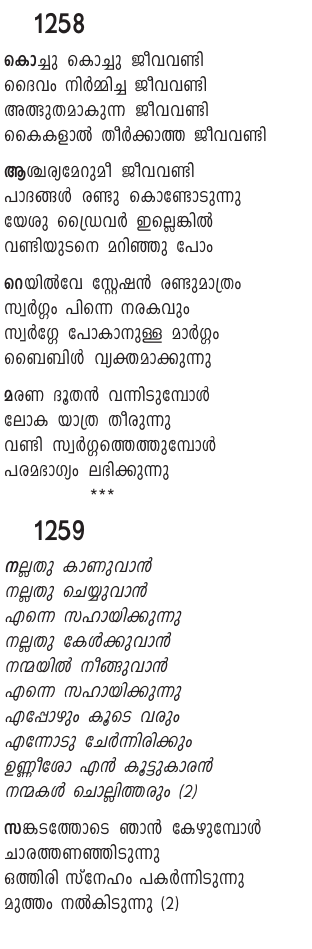 1258
കൊച്ചു കൊച്ചു ജീവവണ്ടി
ദൈവം നിർമ്മിച്ച ജീവവണ്ടി
അത്ഭുതമാകുന്ന ജീവവണ്ടി
കൈകളാൽ തീർക്കാത്ത ജീവവണ്ടി
ആശ്ചര്യമേറുമീ ജീവവണ്ടി
പാദങ്ങൾ രണ്ടു കൊണ്ടോടുന്നു
യേശു ഡ്രൈവർ ഇല്ലെങ്കിൽ
വണ്ടിയുടനെ മറിഞ്ഞു പോം
റെയിൽവേ സ്റ്റേഷൻ രണ്ടുമാത്രം
സ്വർഗ്ഗം പിന്നെ നരകവും
സ്വർഗ്ഗേ പോകാനുള്ള മാർഗ്ഗം
ബൈബിൾ വ്യക്തമാക്കുന്നു
മരണ ദൂതൻ വന്നിടുമ്പോൾ
ലോക യാത്ര തീരുന്നു
വണ്ടി സ്വർഗ്ഗത്തെത്തുമ്പോൾ
പരമഭാഗ്യം ലഭിക്കുന്നു
***
1259
നല്ലതു കാണുവാൻ
നല്ലതു ചെയ്യുവാൻ
എന്നെ സഹായിക്കുന്നു
നല്ലതു കേൾക്കുവാൻ
നന്മയിൽ നീങ്ങുവാൻ
എന്നെ സഹായിക്കുന്നു
എപ്പോഴും കൂടെ വരും
എന്നോടു ചേർന്നിരിക്കും
ഉണ്ണീശോ എൻ കൂട്ടുകാരൻ
നന്മകൾ ചൊല്ലിത്തരും (2)
സങ്കടത്തോടെ ഞാൻ കേഴുമ്പോൾ
ചാരത്തണഞ്ഞിടുന്നു
ഒത്തിരി സ്നേഹം പകർന്നിടുന്നു
മുത്തം നൽകിടുന്നു (2)